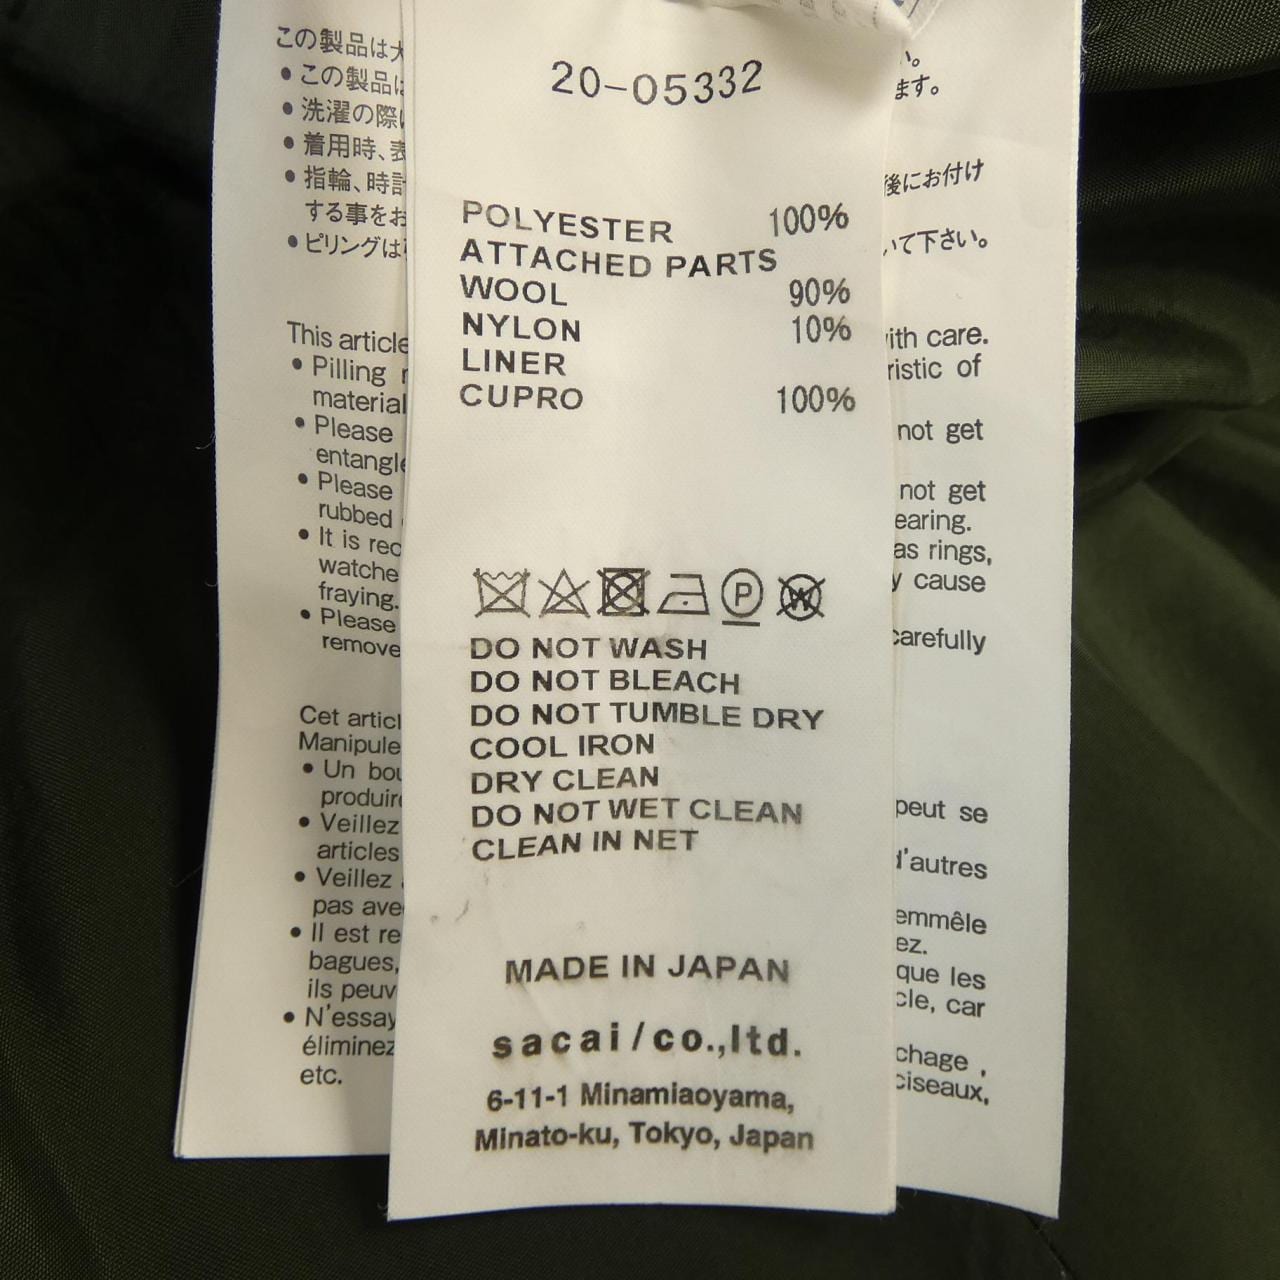 20-05332
POLYESTER 100%
ATTACHED PARTS
WOOL 90%
NYLON 10%
LINER
CUPRO 100%
P
W
DO NOT WASH
DO NOT BLEACH
DO NOT TUMBLE DRY
COOL IRON
DRY CLEAN
DO NOT WET CLEAN
CLEAN IN NET
MADE IN JAPAN
sacai/co.,ltd.
6-11-1 Minamiaoyama,
Minato-ku, Tokyo, Japan
この製品は
• この製品
• 洗濯の際
• 着用時、表
• 指輪、時計
する事をお
• ピリングは
い。
ます。
後にお付け
いて下さい。
This article
• Pilling
material
• Please
entangle
• Please
rubbed
• It is rec
watche
fraying.
• Please
remove
with care.
ristic of
not get
not get
earing.
as rings,
y cause
carefully
Cet articl
Manipule
• Un bou
produir
• Veillez
articles
• Veillez
pas ave
• Il est re
bagues,
ils peuv
• N'essay
éliminez
etc.
peut se
d'autres
emmêle
ez.
que les
cle, car
chage ,
ciseaux,